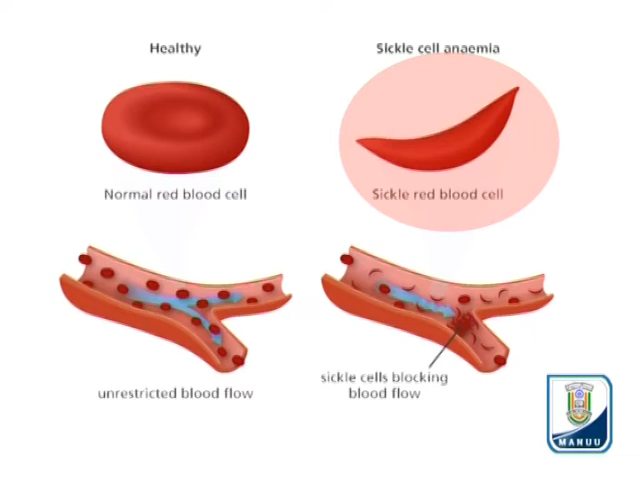 Healthy
Sickle cell anaemia
Normal red blood cell
Sickle red blood cell
unrestricted blood flow
sickle cells blocking
blood flow
MANUU